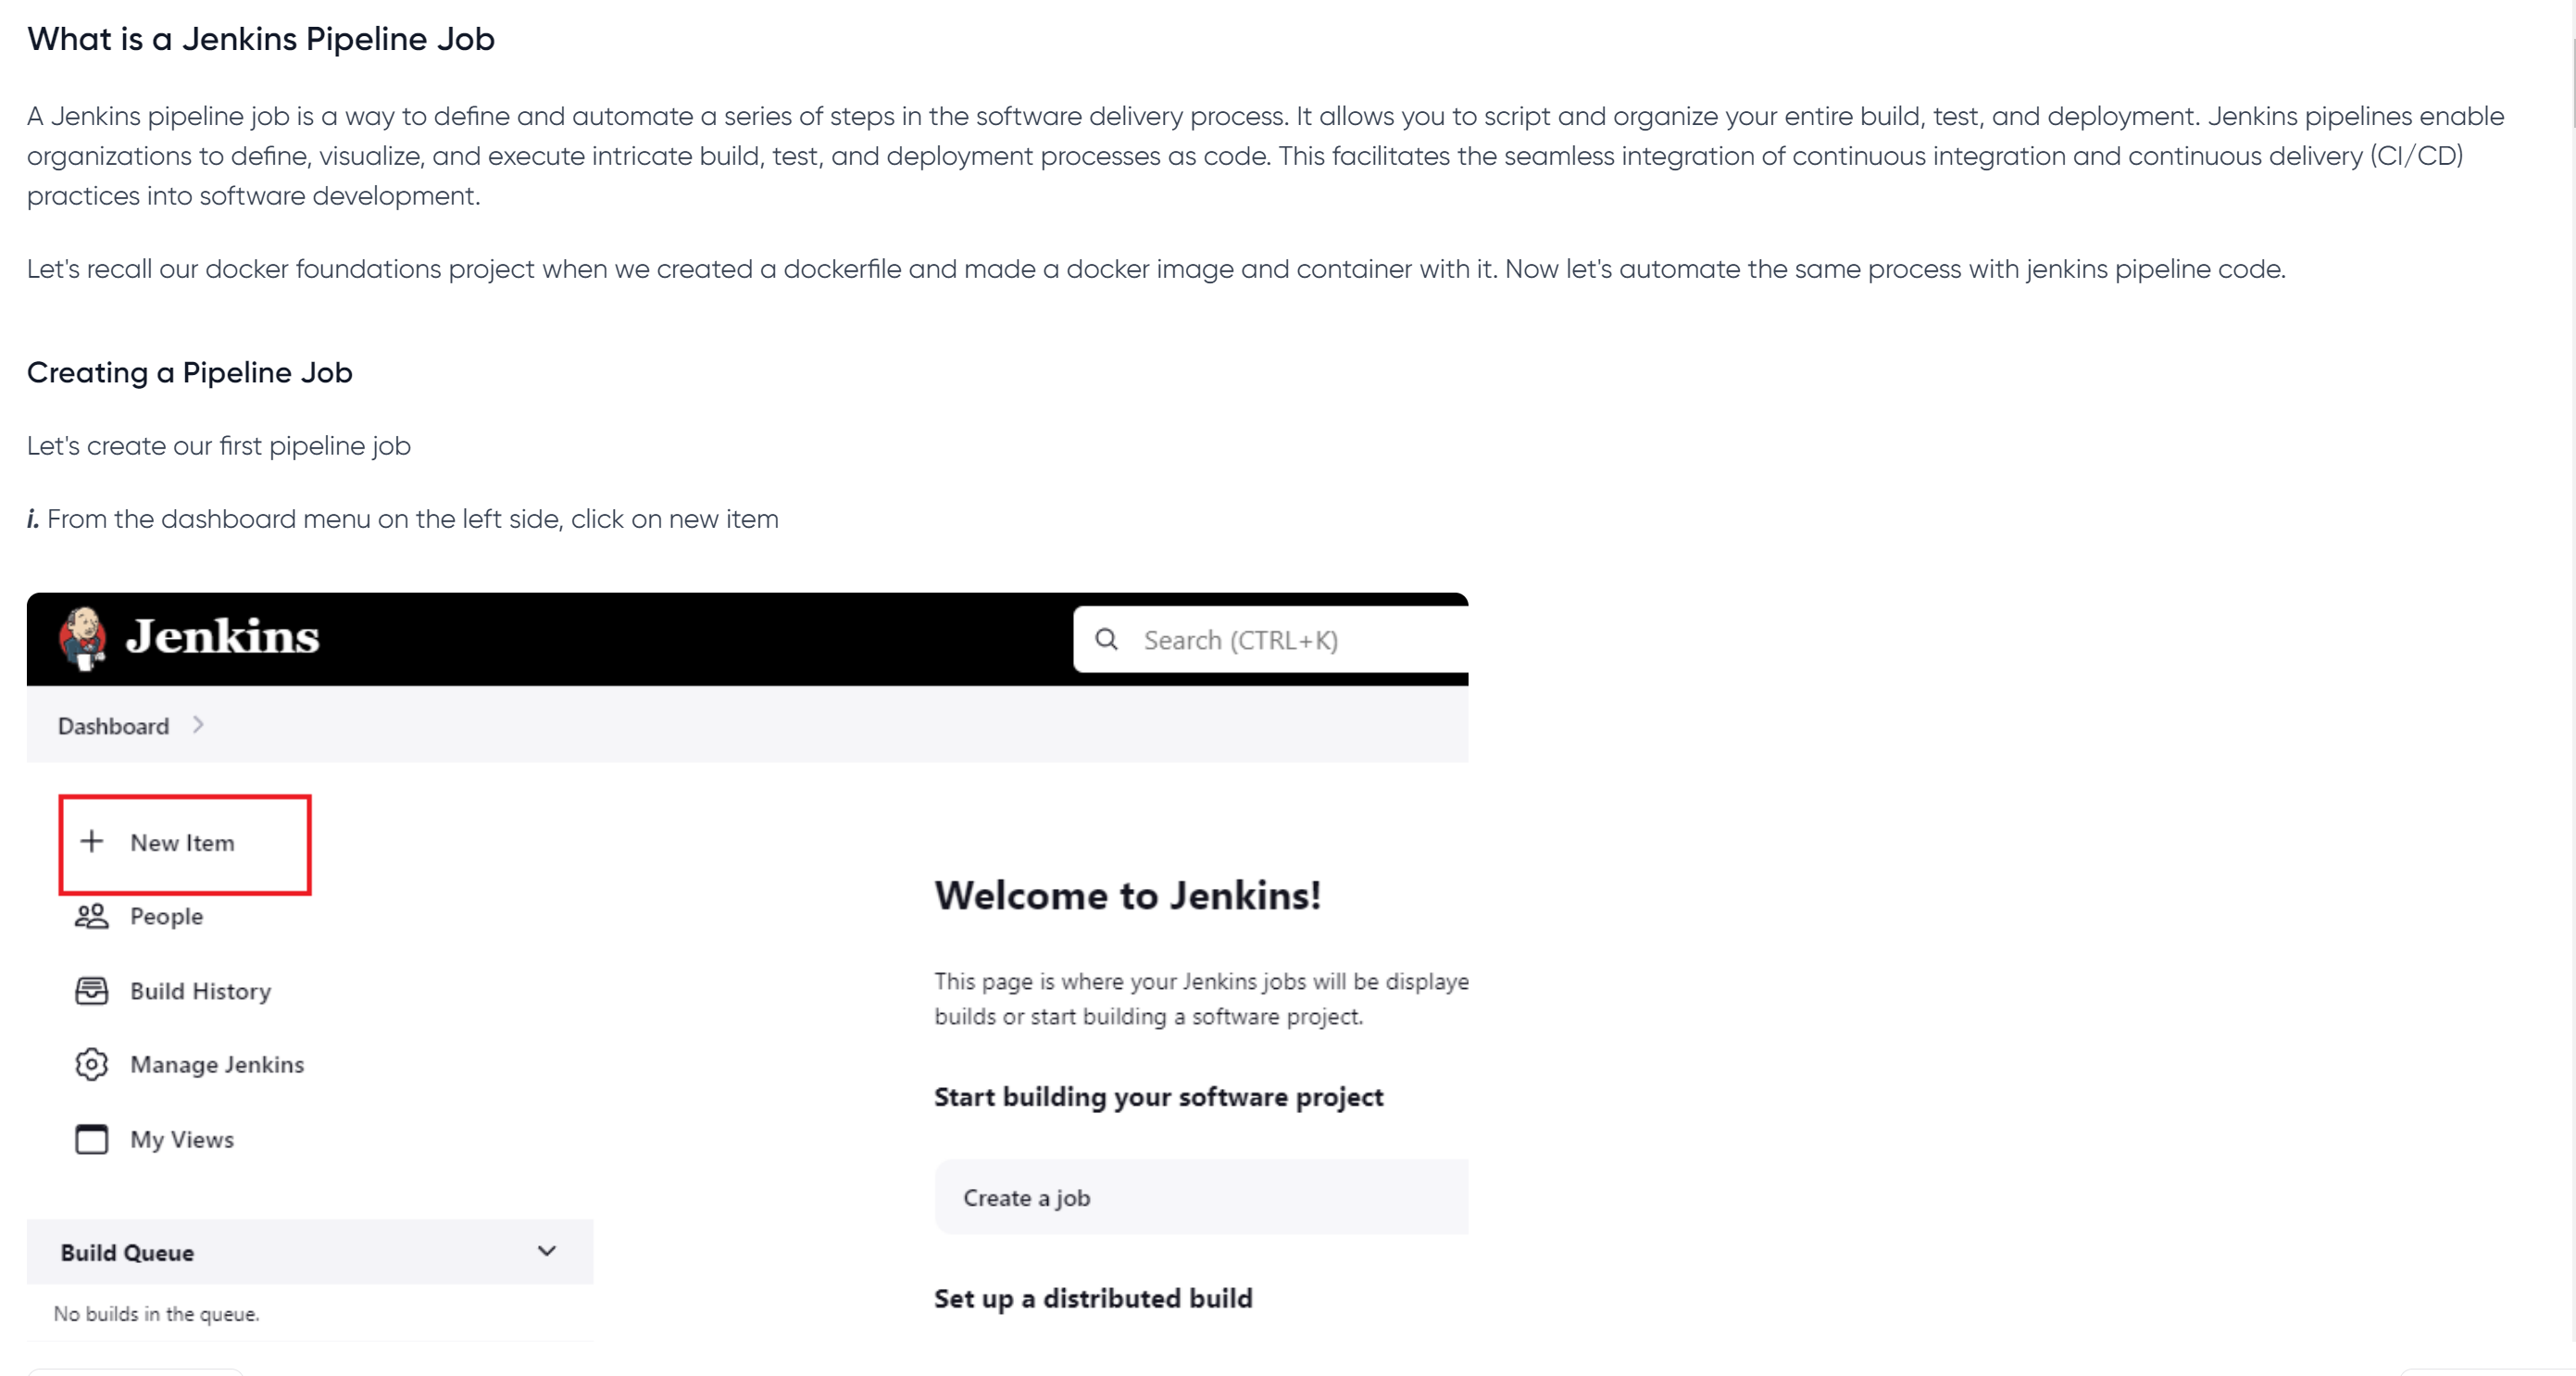 What is a Jenkins Pipeline Job
A Jenkins pipeline job is a way to define and automate a series of steps in the software delivery process. It allows you to script and organize your entire build, test, and deployment. Jenkins pipelines enable
organizations to define, visualize, and execute intricate build, test, and deployment processes as code. This facilitates the seamless integration of continuous integration and continuous delivery (CI/CD)
practices into software development.
Let's recall our docker foundations project when we created a dockerfile and made a docker image and container with it. Now let's automate the same process with jenkins pipeline code.
Creating a Pipeline Job
Let's create our first pipeline job
i. From the dashboard menu on the left side, click on new item
Jenkins
Search (CTRL+K)
Dashboard
New Item
People
Build History
Manage Jenkins
My Views
Build Queue
No builds in the queue.
Welcome to Jenkins!
This page is where your Jenkins jobs will be displaye
builds or start building a software project.
Start building your software project
Create a job
Set up a distributed build